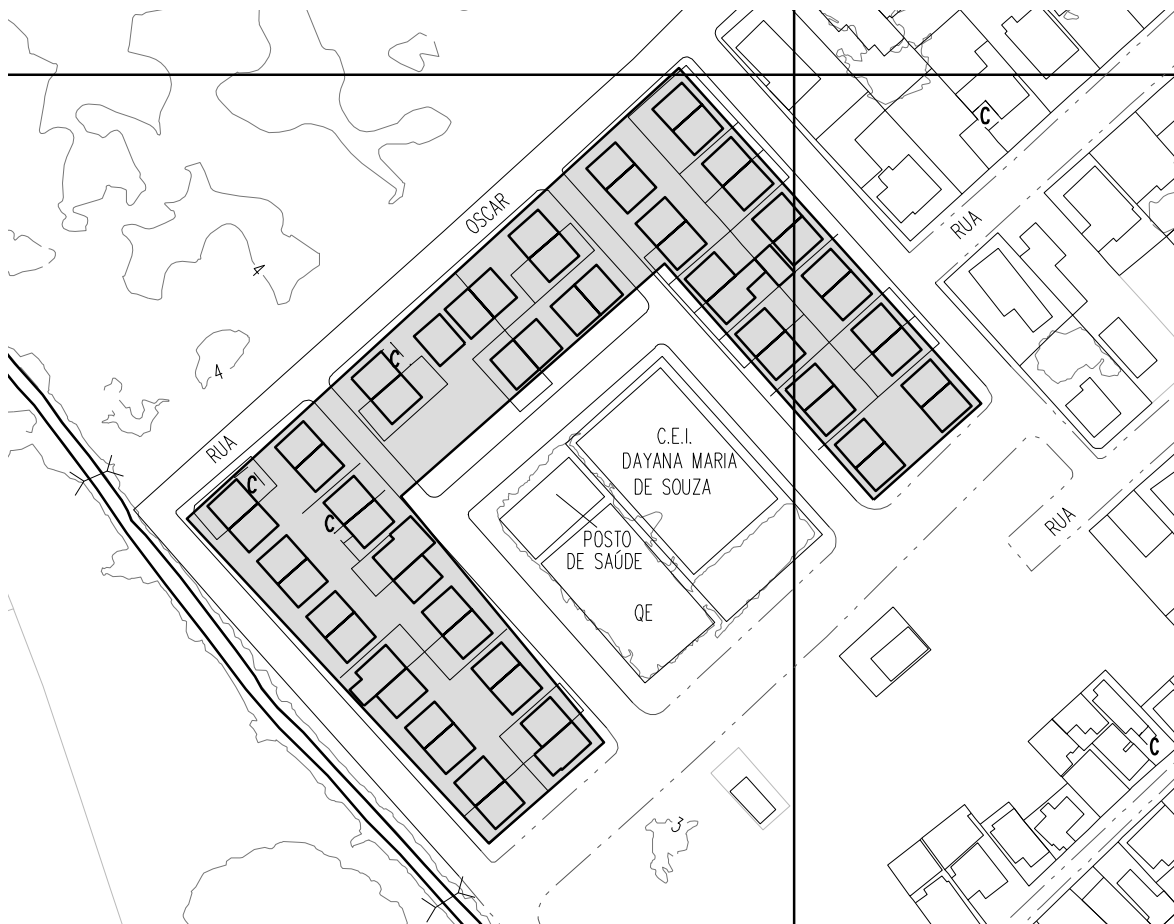 C
RUA
OSCAR
RUA
4
4
C
C
C
C.E.I.
DAYANA MARIA
DE SOUZA
POSTO
DE SAÚDE
QE
RUA
C
3